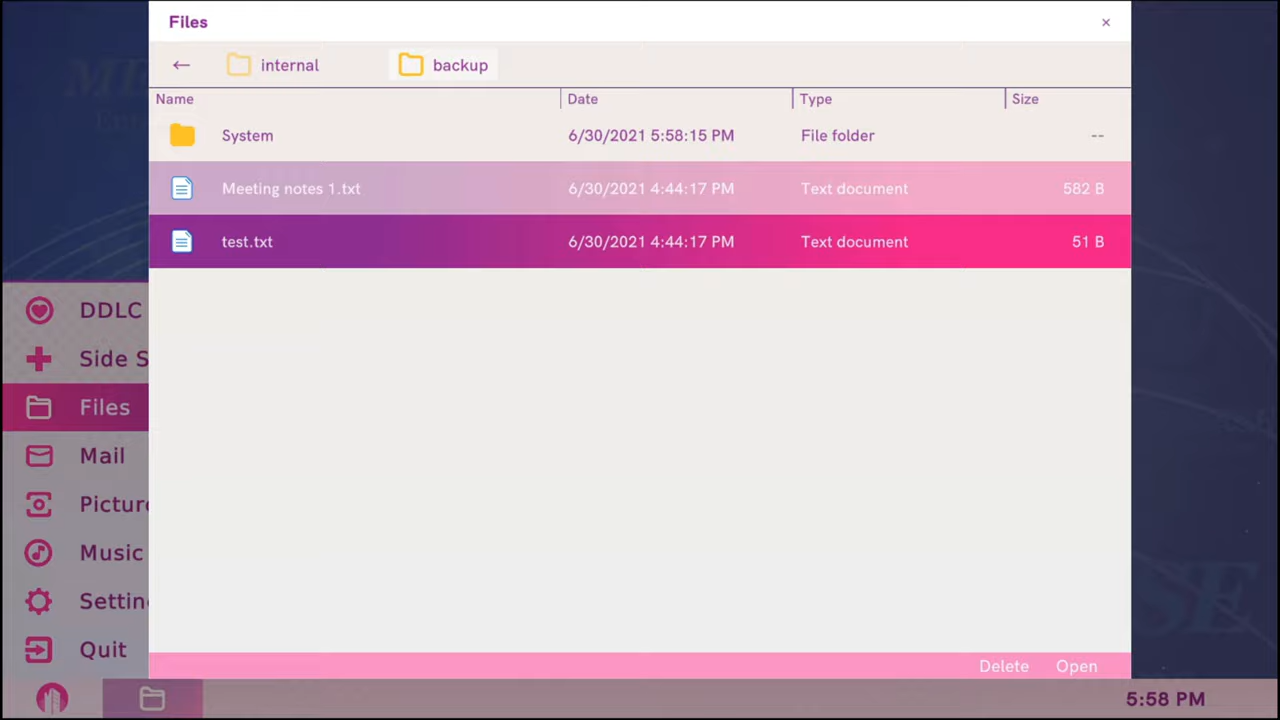 Files
×
← internal backup
Name Date Type Size
System 6/30/2021 5:58:15 PM File folder --
Meeting notes 1.txt 6/30/2021 4:44:17 PM Text document 582 B
test.txt 6/30/2021 4:44:17 PM Text document 51 B
DDLC
Side S
Files
Mail
Picture
Music
Settin
Quit
Delete Open
5:58 PM